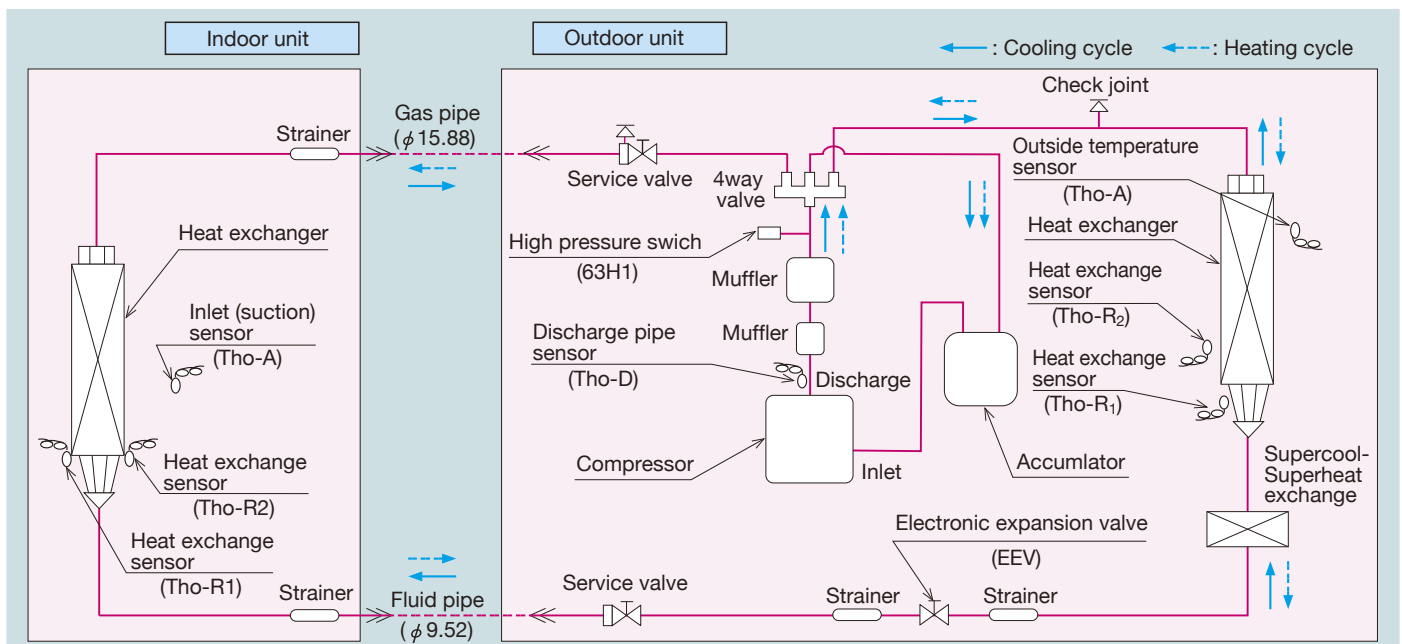 Indoor unit
Outdoor unit
: Cooling cycle
: Heating cycle
Check joint
Gas pipe
(ϕ15.88)
Strainer
Service valve
4way
valve
Outside temperature
sensor
(Tho-A)
Heat exchanger
High pressure swich
(63H1)
Muffler
Heat exchanger
Heat exchange
sensor
(Tho-R₂)
Inlet (suction)
sensor
(Tho-A)
Muffler
Discharge pipe
sensor
(Tho-D)
Discharge
Heat exchange
sensor
(Tho-R₁)
Compressor
Inlet
Accumlator
Supercool-
Superheat
exchange
Heat exchange
sensor
(Tho-R2)
Heat exchange
sensor
(Tho-R1)
Electronic expansion valve
(EEV)
Strainer
Fluid pipe
(ϕ9.52)
Service valve
Strainer
Strainer